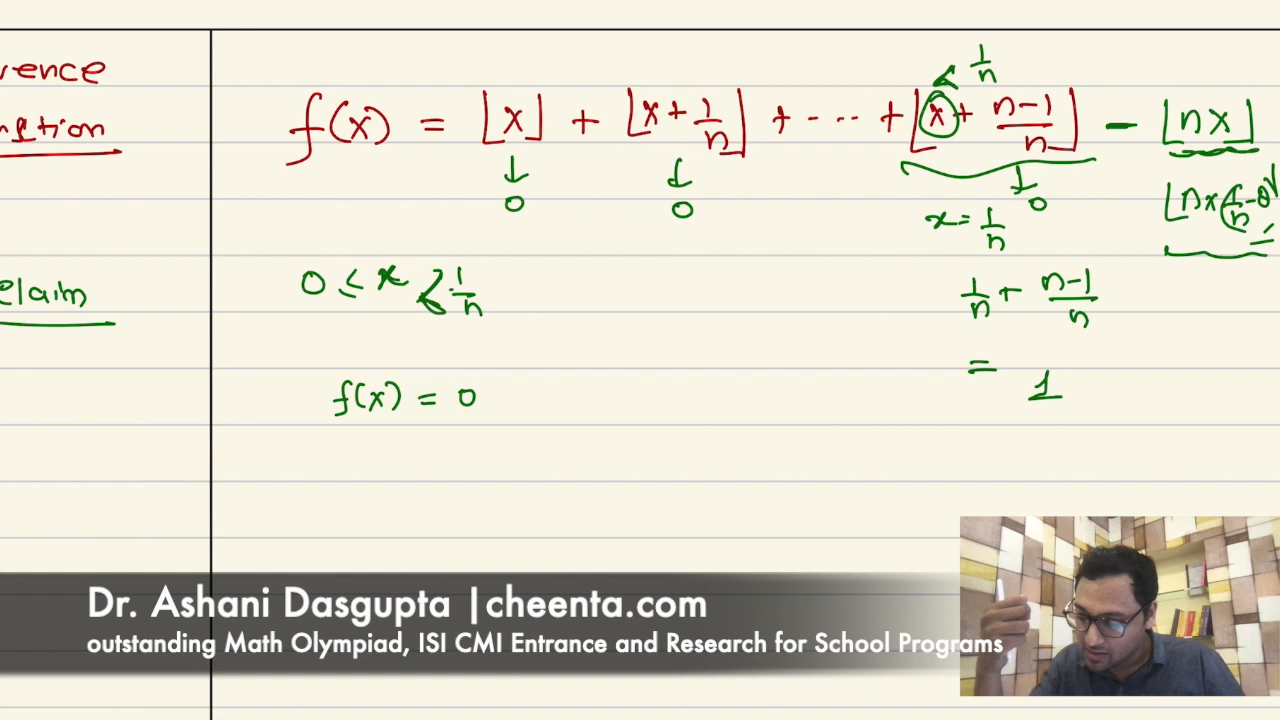 rence
nption
claim
< 1/n
f(x) = ⌊x⌋ + ⌊x + 1/n⌋ + ---- + ⌊x + n-1/n⌋ - ⌊nx⌋
↓ 0
↓ 0
↓ 0
x = 1/n
0 ≤ x < 1/n
1/n + n-1/n
= 1
f(x) = 0
Dr. Ashani Dasgupta |cheenta.com
outstanding Math Olympiad, ISI CMI Entrance and Research for School Programs